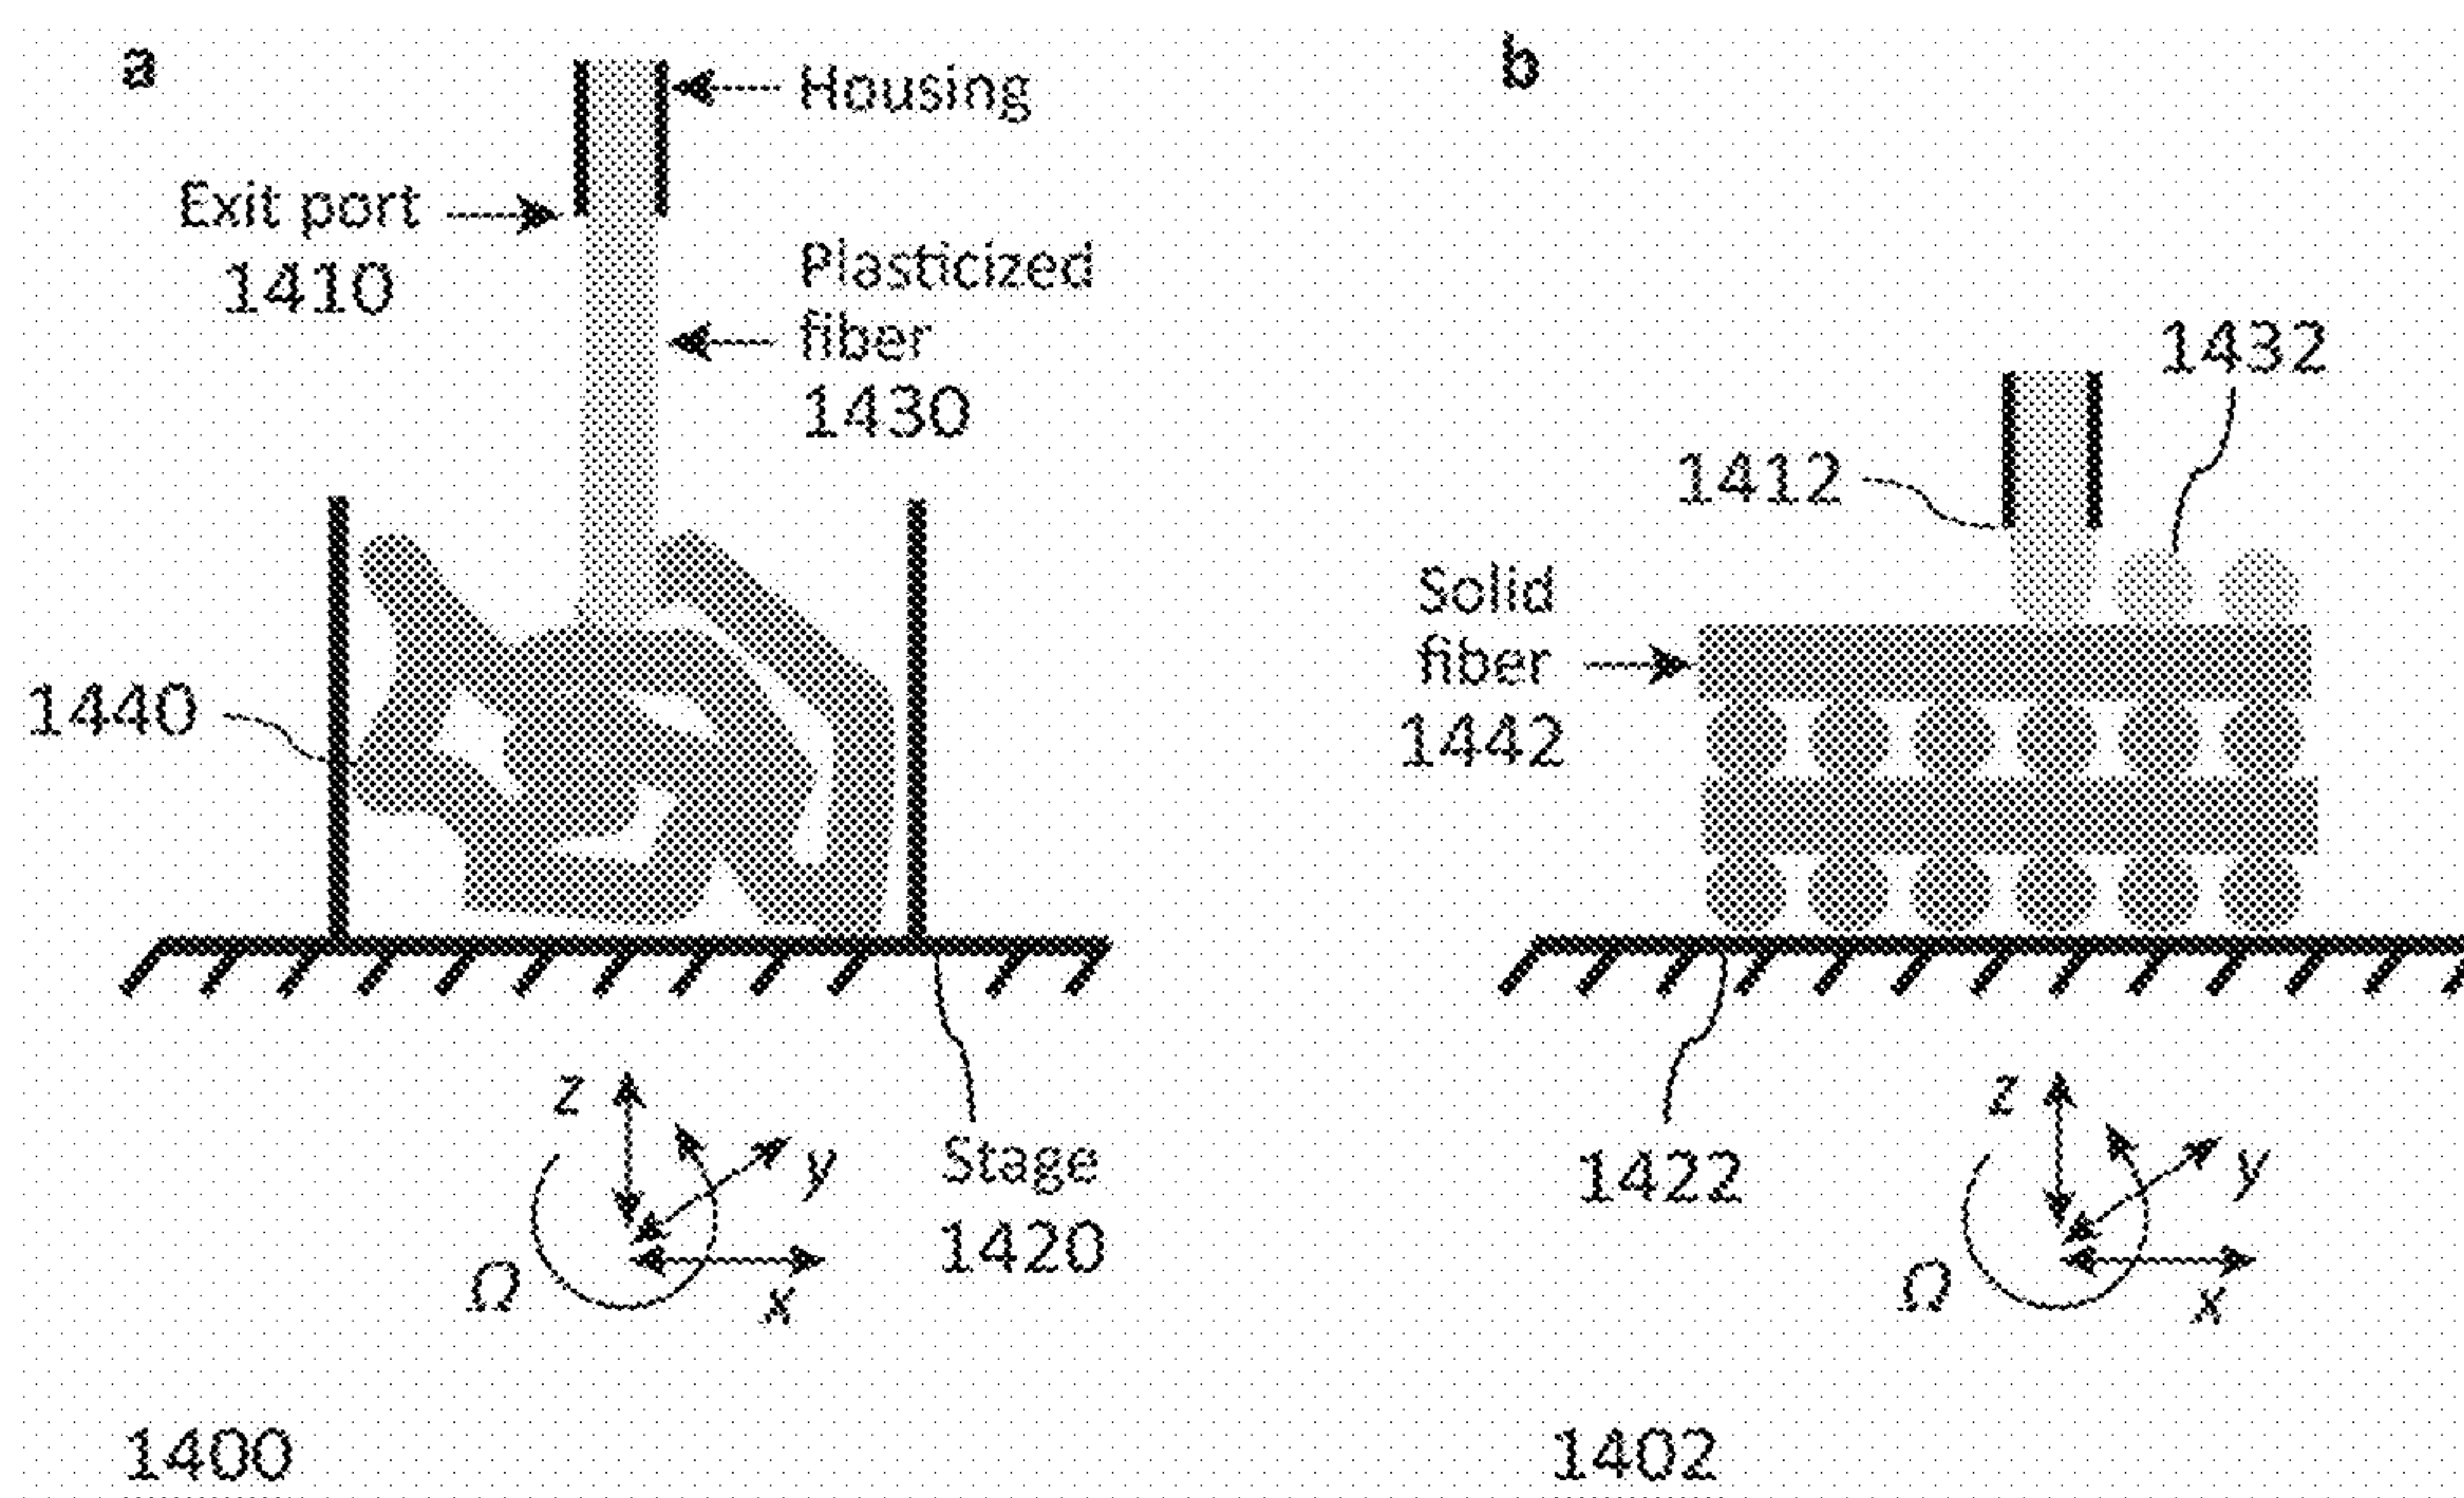 a
Housing
Exit port
1410
Plasticized
fiber
1430
1440
z
y
x
Ω
Stage
1420
1400
b
1432
1412
Solid
fiber
1442
1422
z
y
x
Ω
1402